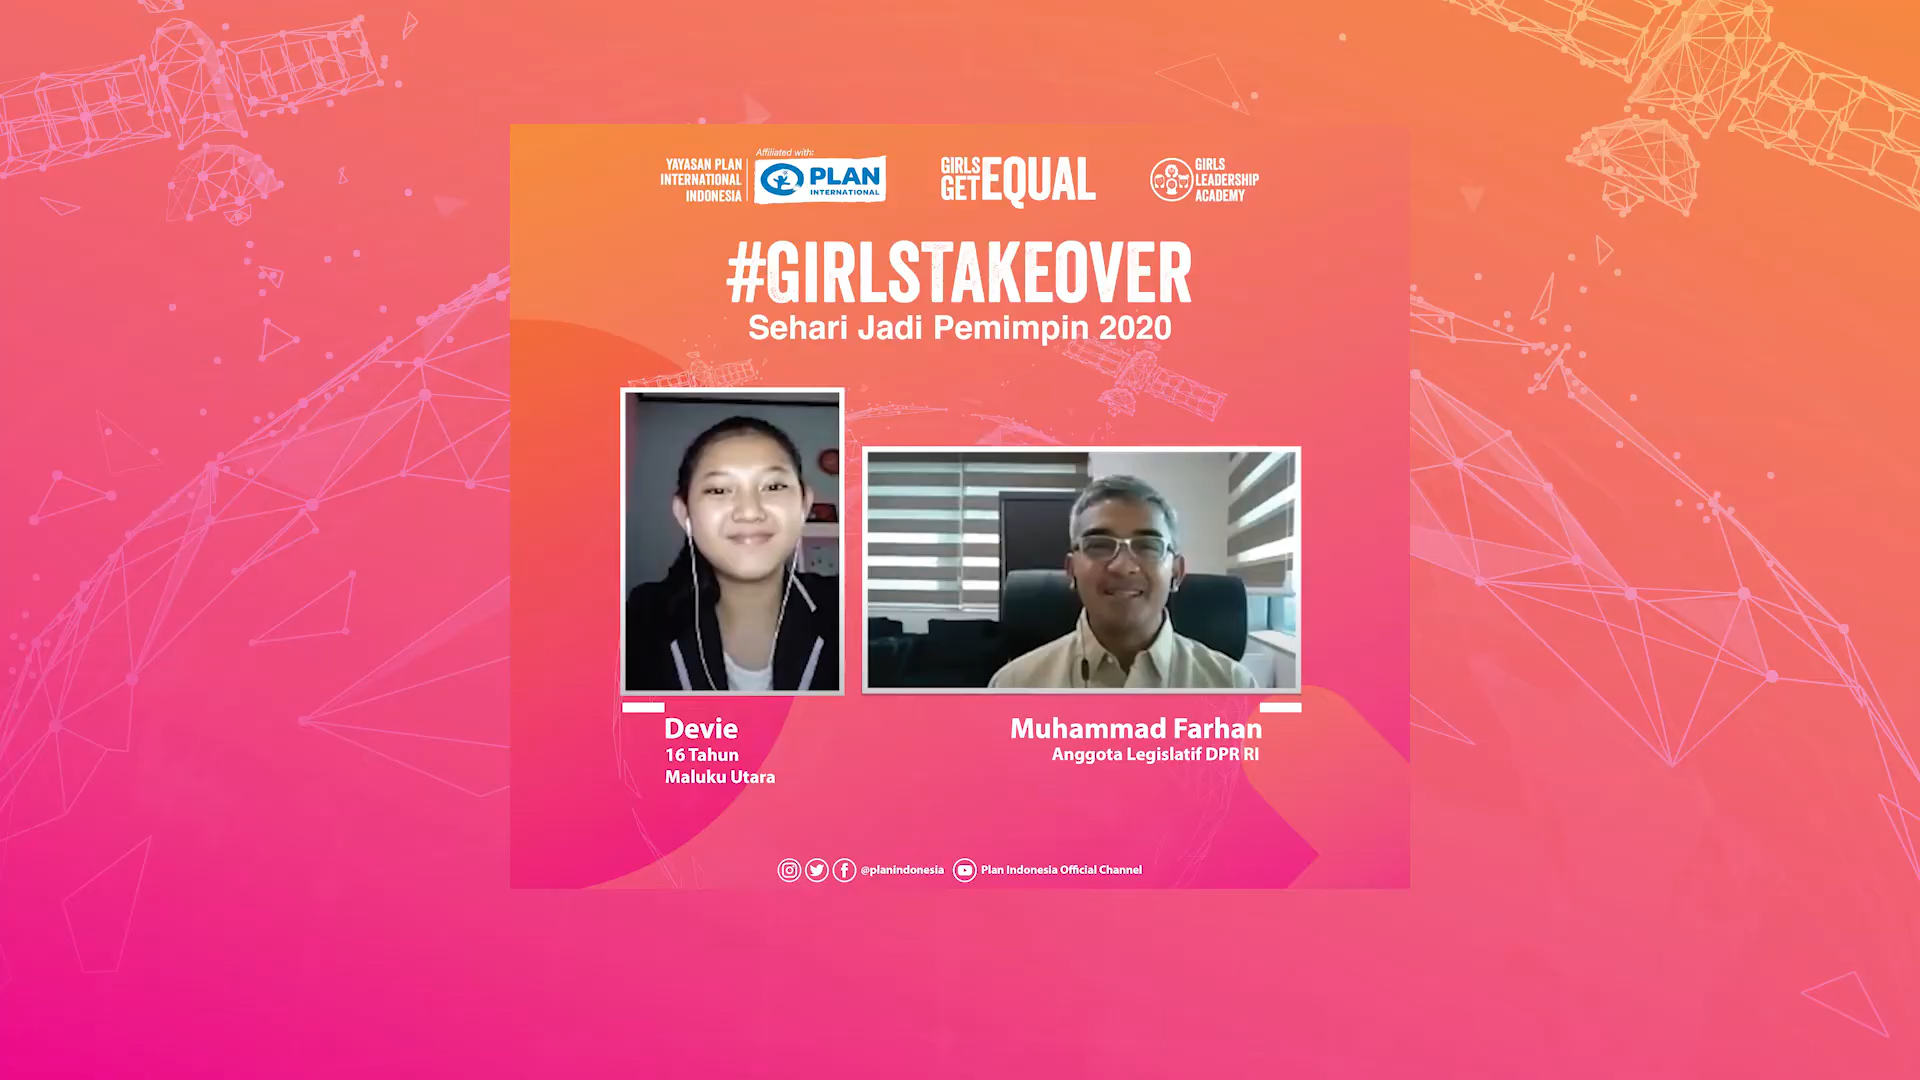 YAYASAN PLAN
INTERNATIONAL
INDONESIA
Affiliated with:
PLAN
INTERNATIONAL
GIRLS
GET EQUAL
GIRLS
LEADERSHIP
ACADEMY
#GIRLSTAKEOVER
Sehari Jadi Pemimpin 2020
Devie
16 Tahun
Maluku Utara
Muhammad Farhan
Anggota Legislatif DPR RI
@planindonesia
Plan Indonesia Official Channel